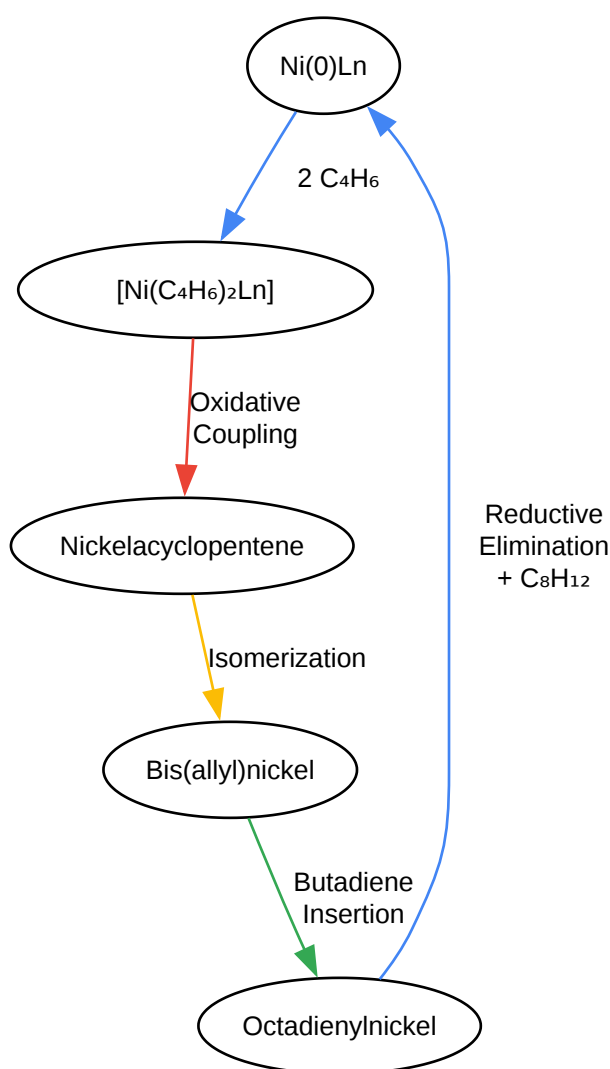 Ni(0)Ln
2 C₄H₆
[Ni(C₄H₆)₂Ln]
Oxidative
Coupling
Nickelacyclopentene
Reductive
Elimination
+ C₈H₁₂
Isomerization
Bis(allyl)nickel
Butadiene
Insertion
Octadienylnickel